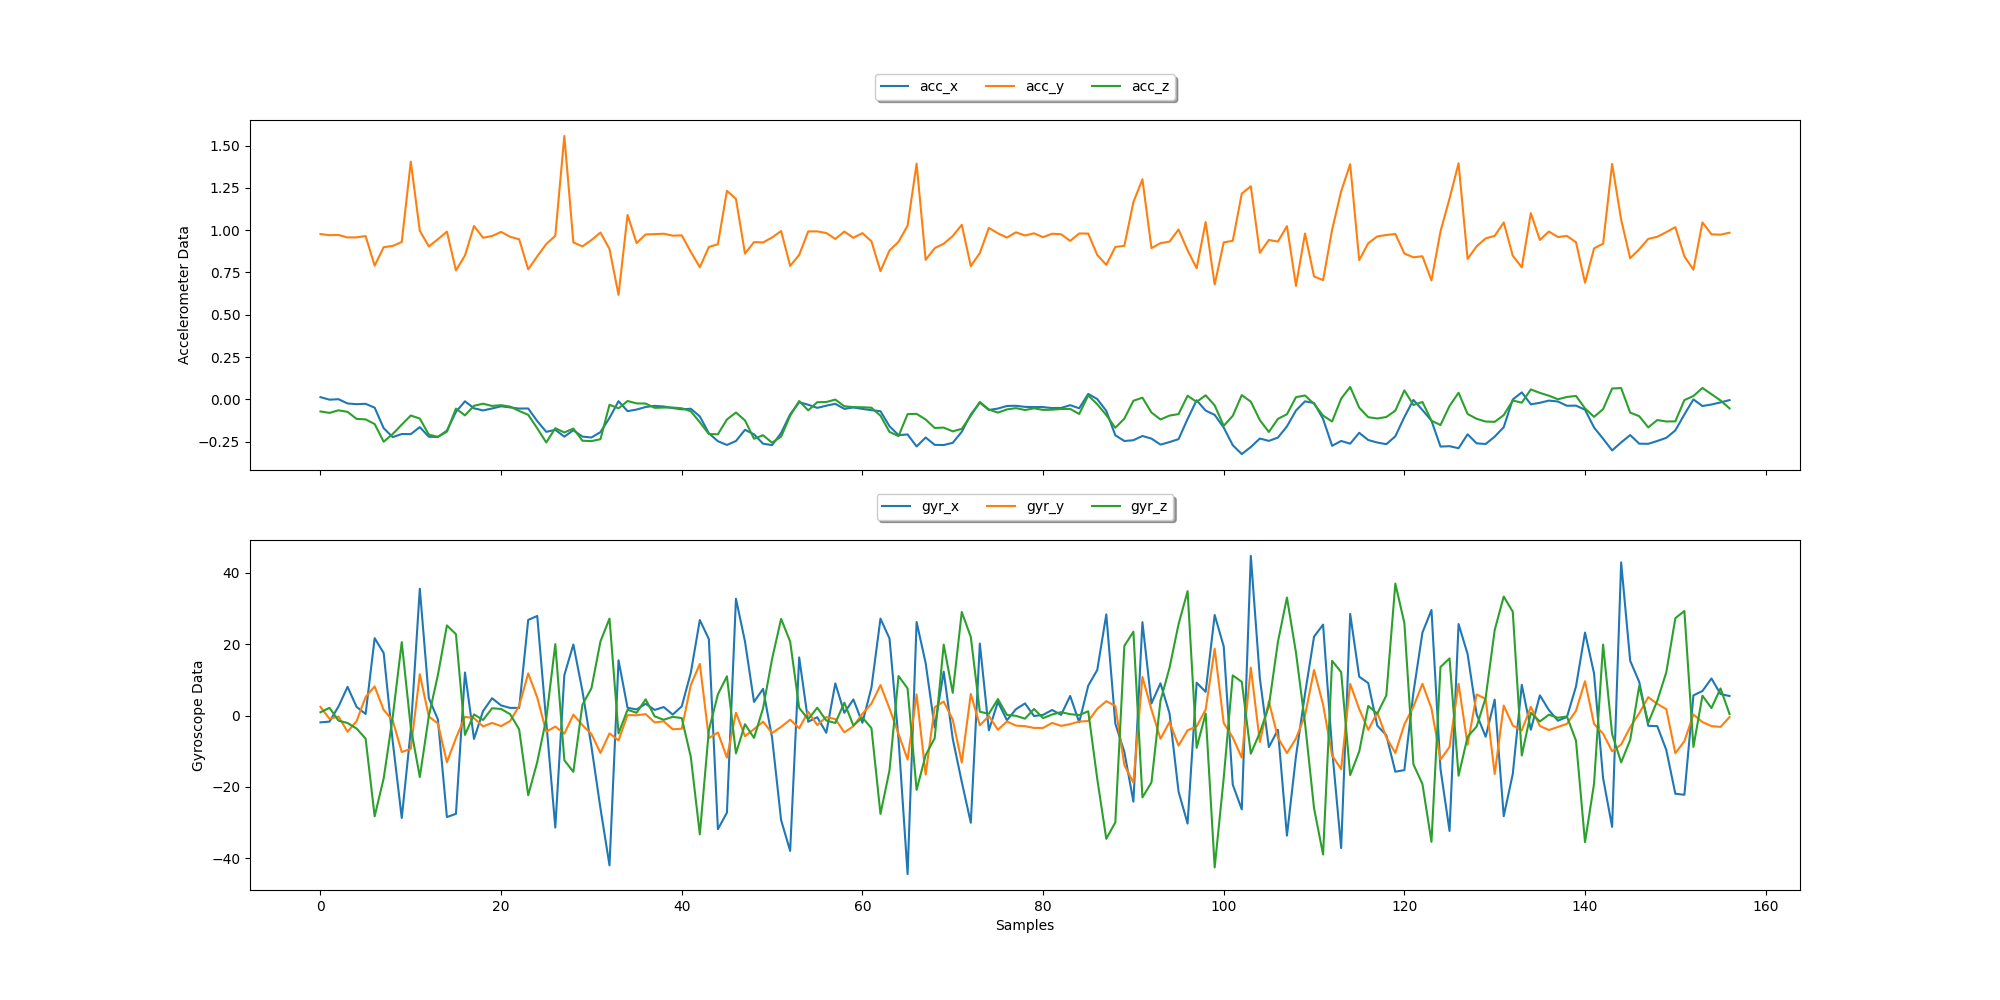 acc_x acc_y acc_z
1.50
1.25
1.00
0.75
0.50
0.25
0.00
−0.25
Accelerometer Data
gyr_x gyr_y gyr_z
40
20
0
−20
−40
Gyroscope Data
0 20 40 60 80 100 120 140 160
Samples